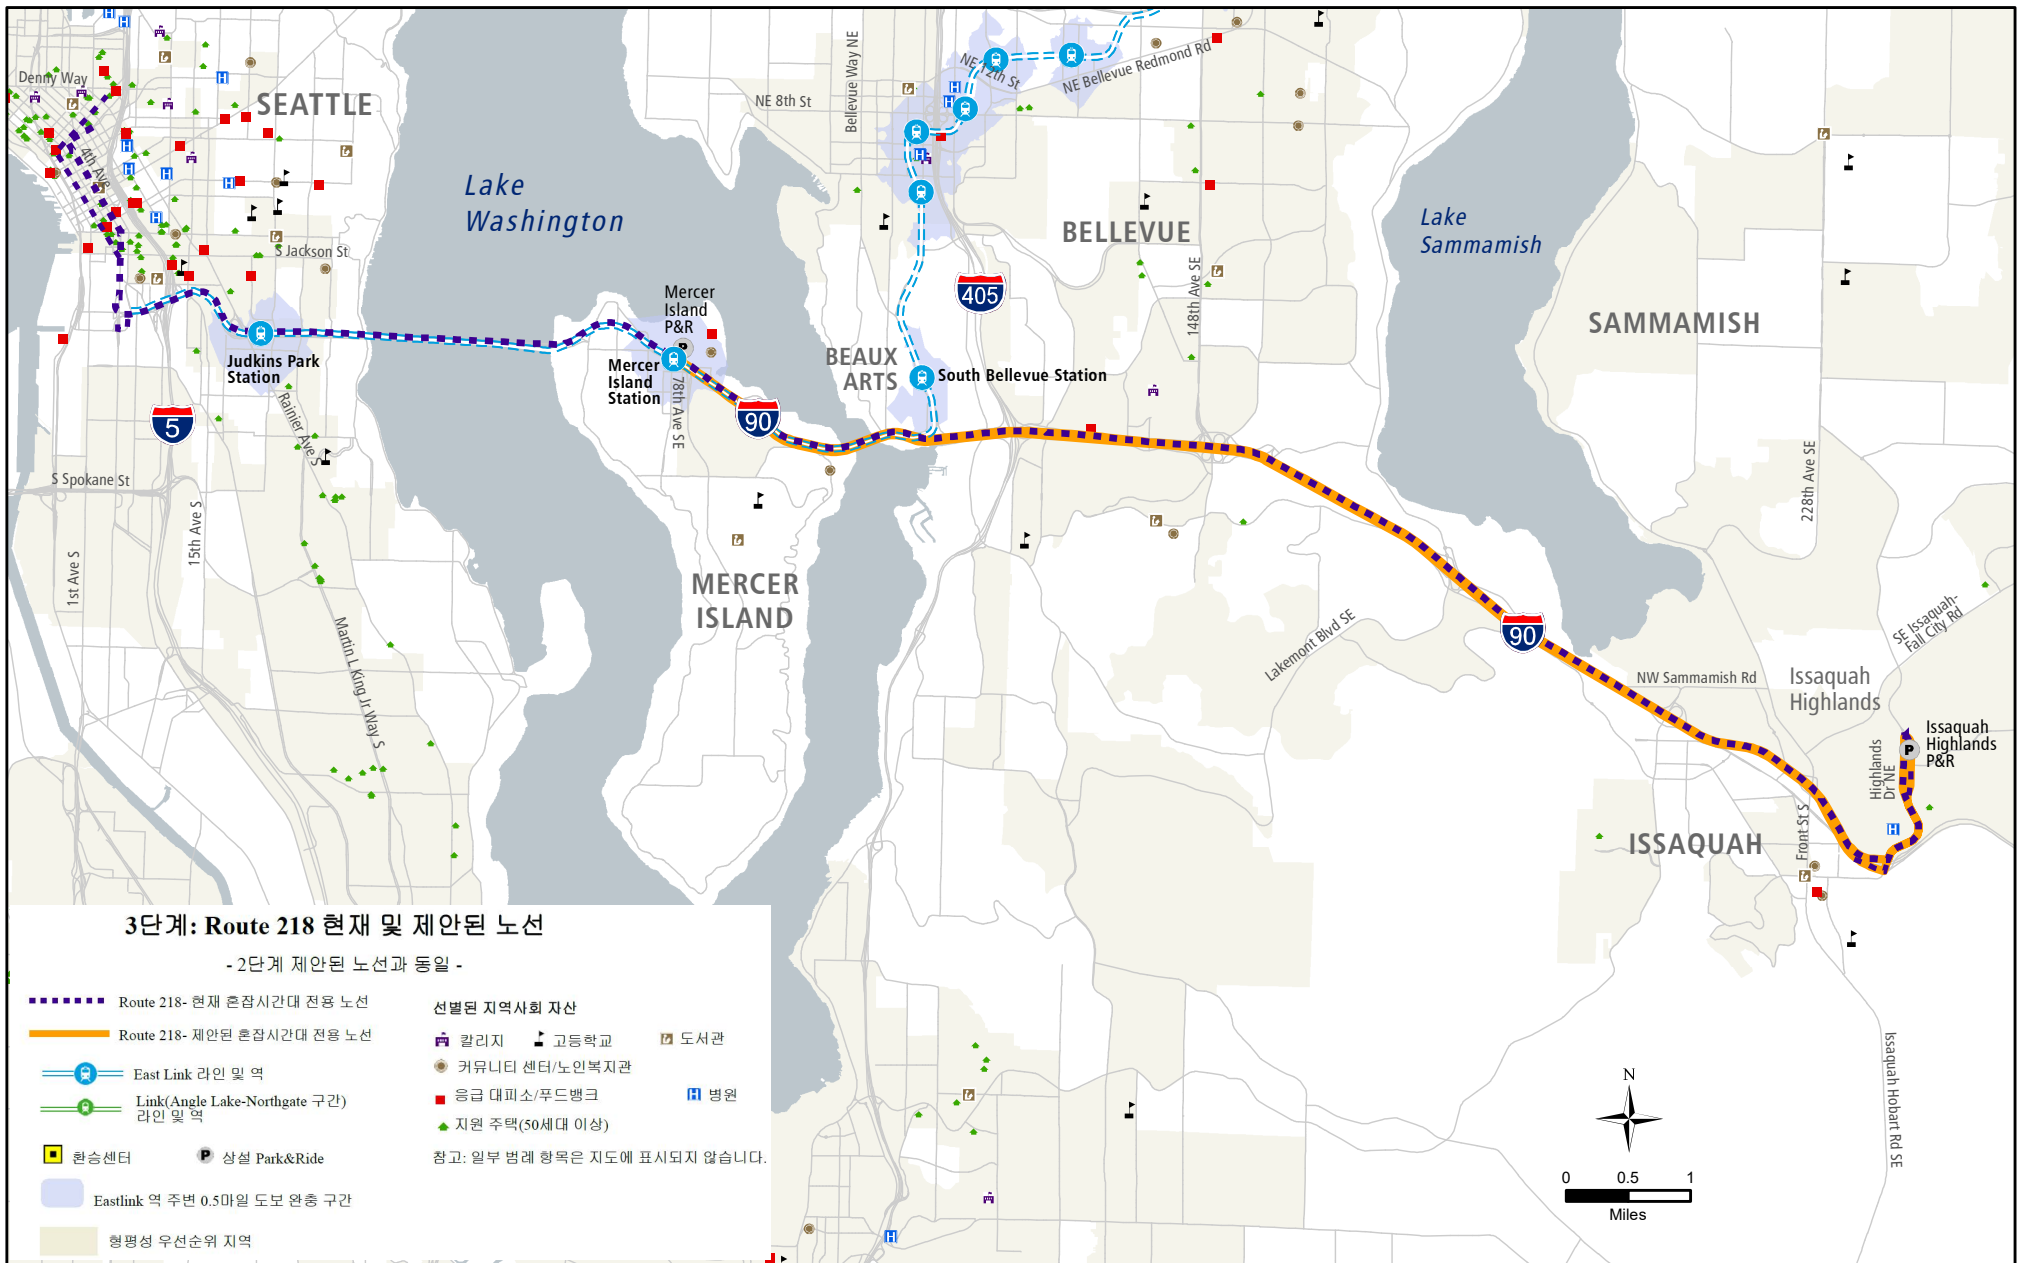 Denny Way
SEATTLE
4th Ave
S Jackson St
Lake
Washington
Bellevue Way NE
NE 8th St
NE 12th St
NE Bellevue Redmond Rd
BELLEVUE
405
148th Ave SE
Lake
Sammamish
SAMMAMISH
228th Ave SE
Judkins Park
Station
Mercer
Island
P&R
P
Mercer
Island
Station
78th Ave SE
BEAUX
ARTS
South Bellevue Station
90
5
Rainier Ave S
S Spokane St
15th Ave S
1st Ave S
Martin L King Jr Way S
MERCER
ISLAND
Lakemont Blvd SE
90
NW Sammamish Rd
SE Issaquah-
Fall City Rd
Issaquah
Highlands
Issaquah
Highlands
P&R
P
Highlands
Dr NE
Front St S
ISSAQUAH
Issaquah Hobart Rd SE
3단계: Route 218 현재 및 제안된 노선
- 2단계 제안된 노선과 동일 -
Route 218- 현재 혼잡시간대 전용 노선
Route 218- 제안된 혼잡시간대 전용 노선
East Link 라인 및 역
Link(Angle Lake-Northgate 구간)
라인 및 역
환승센터
P 상설 Park&Ride
Eastlink 역 주변 0.5마일 도보 완충 구간
형평성 우선순위 지역
선별된 지역사회 자산
칼리지
고등학교
도서관
커뮤니티 센터/노인복지관
응급 대피소/푸드뱅크
H 병원
지원 주택(50세대 이상)
참고: 일부 범례 항목은 지도에 표시되지 않습니다.
N
0 0.5 1
Miles